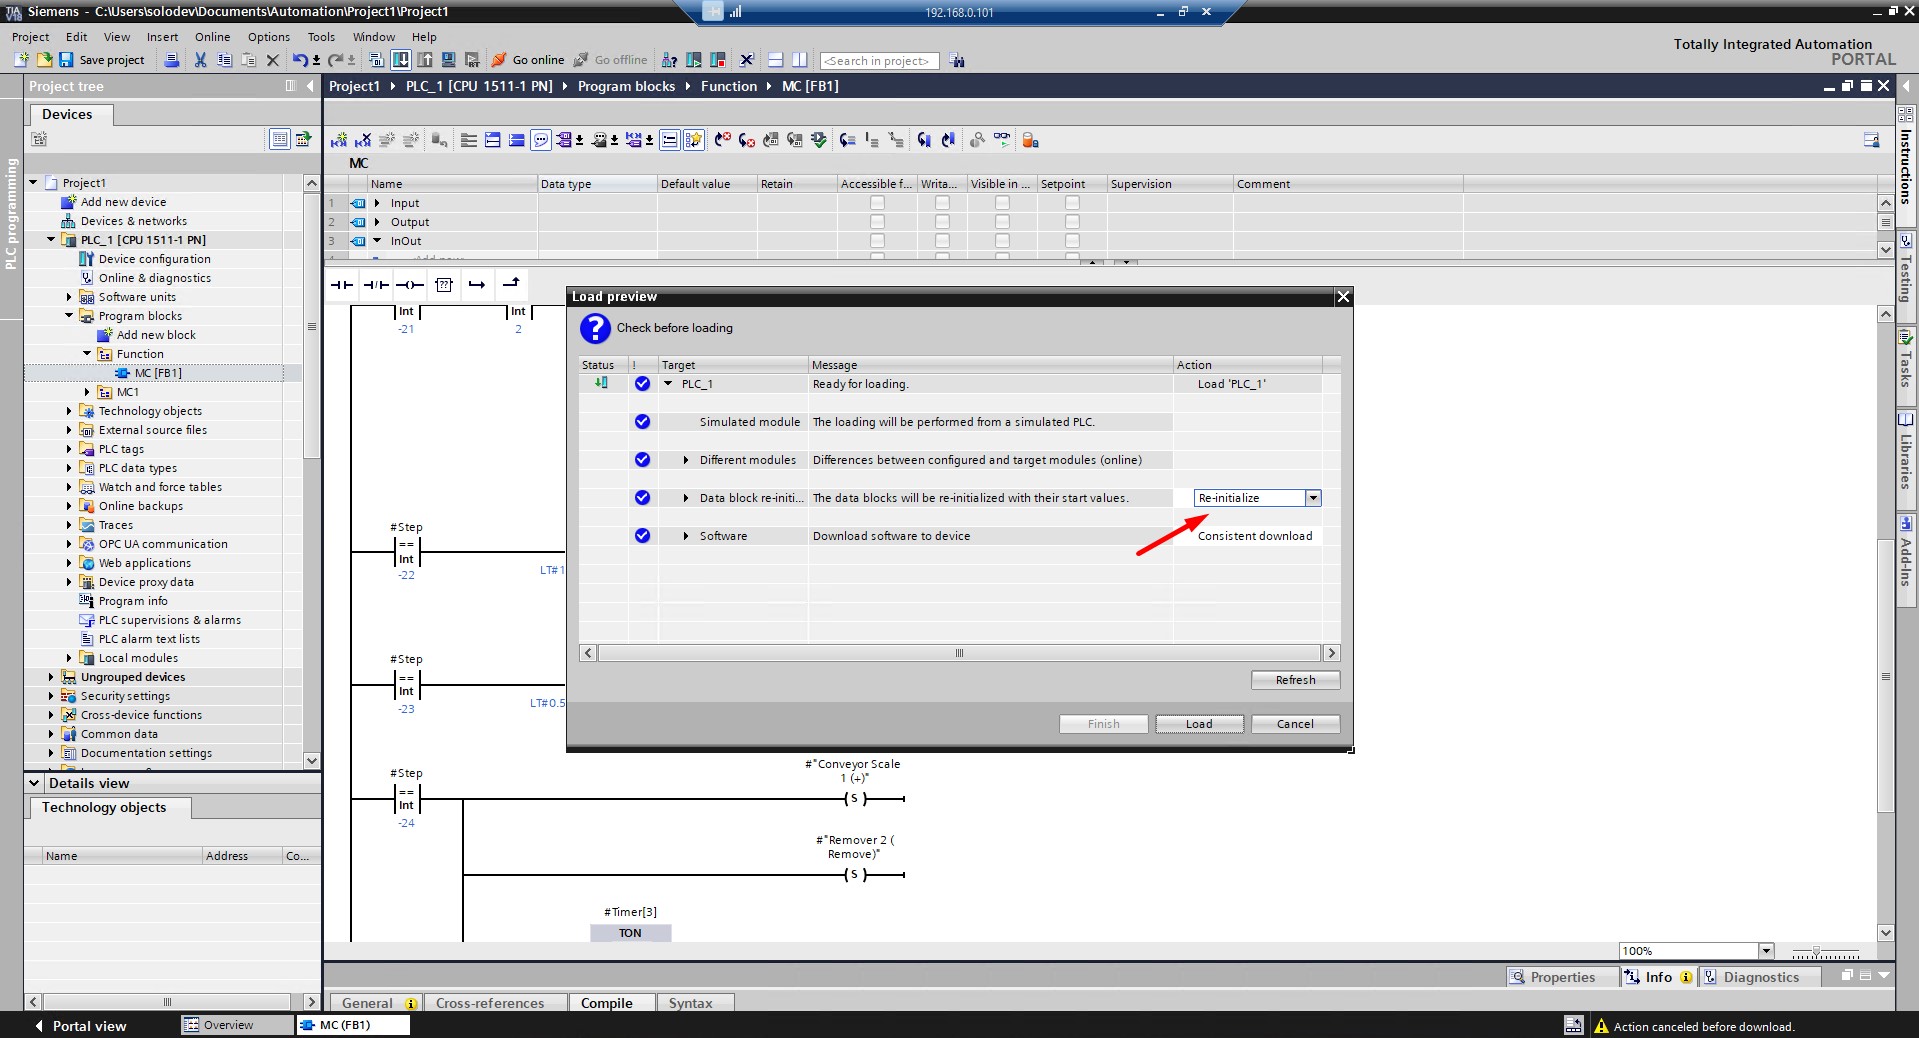 Siemens - C:\Users\solodev\Documents\Automation\Project1\Project1
192.168.0.101
Project Edit View Insert Online Options Tools Window Help
Totally Integrated Automation
PORTAL
Save project
Go online
Go offline
<Search in project>
Project tree
Project1 PLC_1 [CPU 1511-1 PN] Program blocks Function MC [FB1]
Devices
PLC programming
MC
Name Data type Default value Retain Accessible f... Writa... Visible in ... Setpoint Supervision Comment
1 Input
2 Output
3 InOut
Project1
Add new device
Devices & networks
PLC_1 [CPU 1511-1 PN]
Device configuration
Online & diagnostics
Software units
Program blocks
Add new block
Function
MC [FB1]
MC1
Technology objects
External source files
PLC tags
PLC data types
Watch and force tables
Online backups
Traces
OPC UA communication
Web applications
Device proxy data
Program info
PLC supervisions & alarms
PLC alarm text lists
Local modules
Ungrouped devices
Security settings
Cross-device functions
Common data
Documentation settings
Details view
Technology objects
Name Address Co...
??
Int
-21
Int
2
#Step
==
Int
-22
LT#1
#Step
==
Int
-23
LT#0.5
#Step
==
Int
-24
#"Conveyor Scale
1 (+)"
S
#"Remover 2 (
Remove)"
S
#Timer[3]
TON
Load preview
? Check before loading
Status ! Target Message Action
PLC_1 Ready for loading. Load 'PLC_1'
Simulated module The loading will be performed from a simulated PLC.
Different modules Differences between configured and target modules (online)
Data block re-initi... The data blocks will be re-initialized with their start values. Re-initialize
Software Download software to device Consistent download
Refresh
Finish Load Cancel
Instructions
Testing
Tasks
Libraries
Add-Ins
100%
Properties Info Diagnostics
General Cross-references Compile Syntax
Portal view Overview MC (FB1)
Action canceled before download.